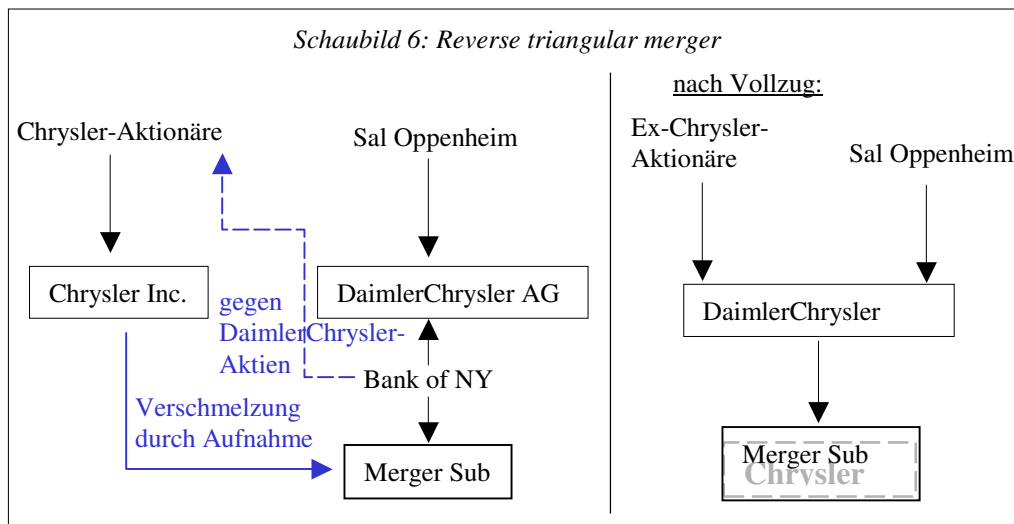 Schaubild 6: Reverse triangular merger
Chrysler-Aktionäre
Sal Oppenheim
Chrysler Inc.
DaimlerChrysler AG
gegen
DaimlerChrysler-
Aktien
Bank of NY
Verschmelzung
durch Aufnahme
Merger Sub
nach Vollzug:
Ex-Chrysler-
Aktionäre
Sal Oppenheim
DaimlerChrysler
Merger Sub
Chrysler